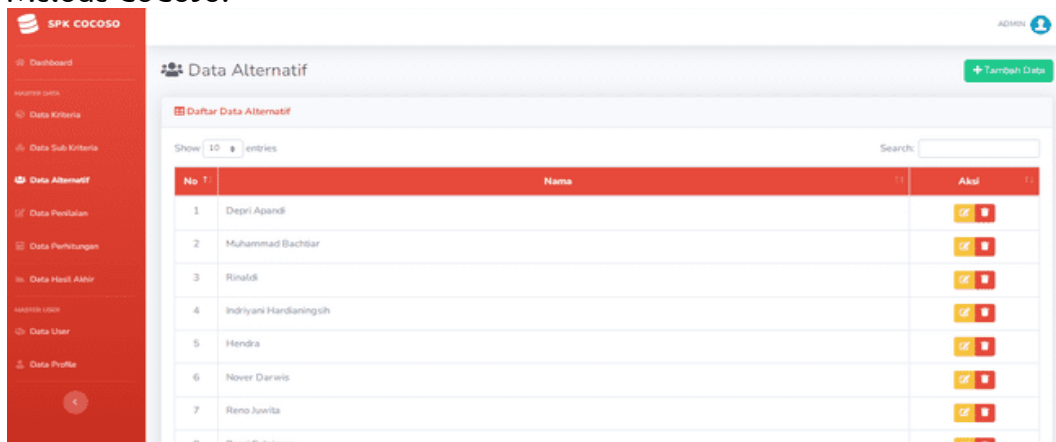 Metode CoCoSo.
SPK COCOSO
ADMIN
Dashboard
Data Alternatif
+ Tambah Data
MASTER DATA
Data Kriteria
Daftar Data Alternatif
Data Sub Kriteria
Show 10 entries
Search:
Data Alternatif
No
Nama
Aksi
Data Penilaian
1 Depri Apandi
Data Perhitungan
2 Muhammad Bachtiar
Data Hasil Akhir
3 Rinaldi
MASTER USER
4 Indriyani Hardianingsih
Data User
5 Hendra
Data Profile
6 Nover Darwis
7 Reno Juwita